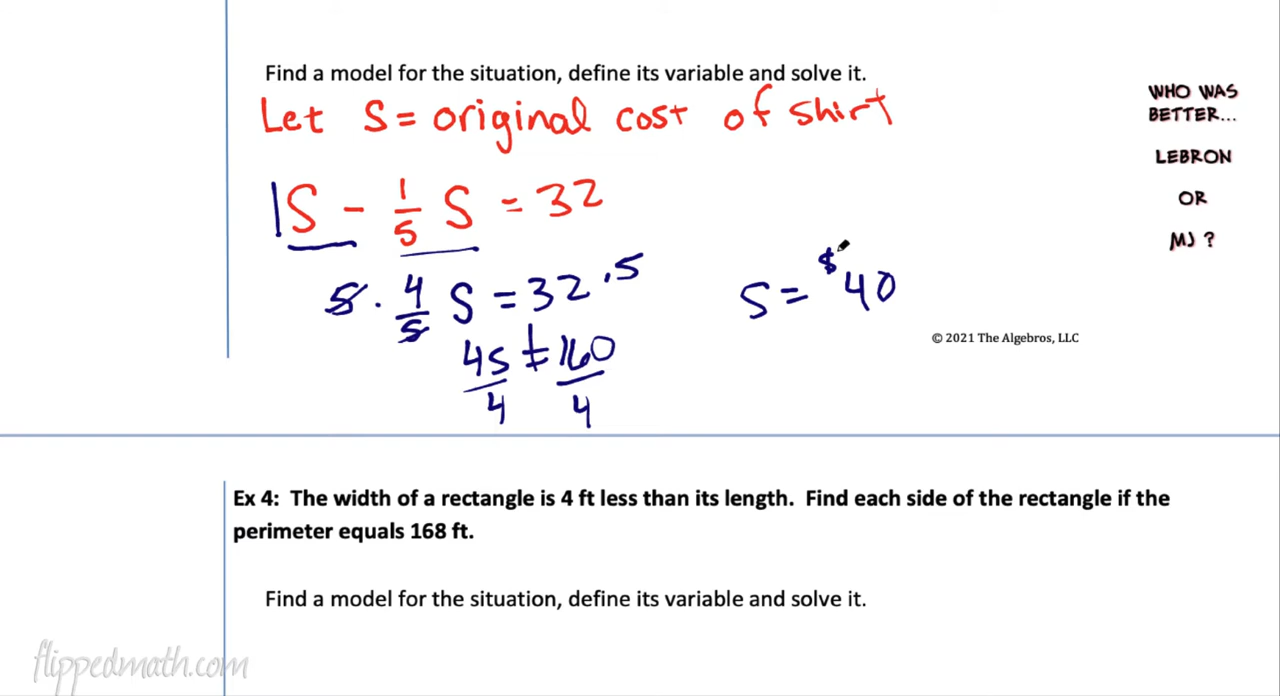 Find a model for the situation, define its variable and solve it.
Let S = original cost of shirt
1S - 1/5 S = 32
5 · 4/5 S = 32 · 5
4S = 160
4 4
S = $40
WHO WAS
BETTER...
LEBRON
OR
MJ ?
© 2021 The Algebros, LLC
Ex 4: The width of a rectangle is 4 ft less than its length. Find each side of the rectangle if the
perimeter equals 168 ft.
Find a model for the situation, define its variable and solve it.
flippedmath.com